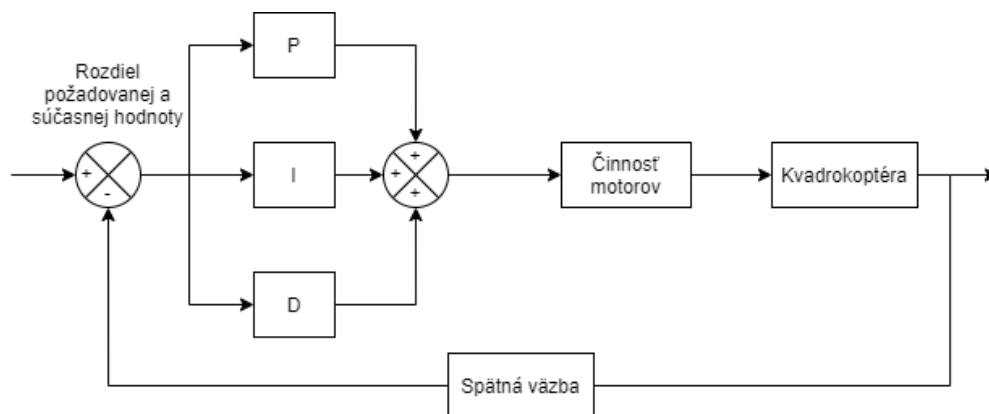 P
Rozdiel
požadovanej a
súčasnej hodnoty
+
-
I
+
+
+
Činnosť
motorov
Kvadrokoptéra
D
Spätná väzba